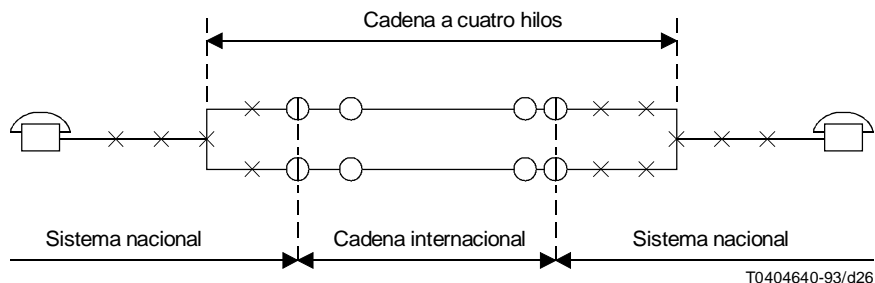 Cadena a cuatro hilos
Sistema nacional
Cadena internacional
Sistema nacional
T0404640-93/d26